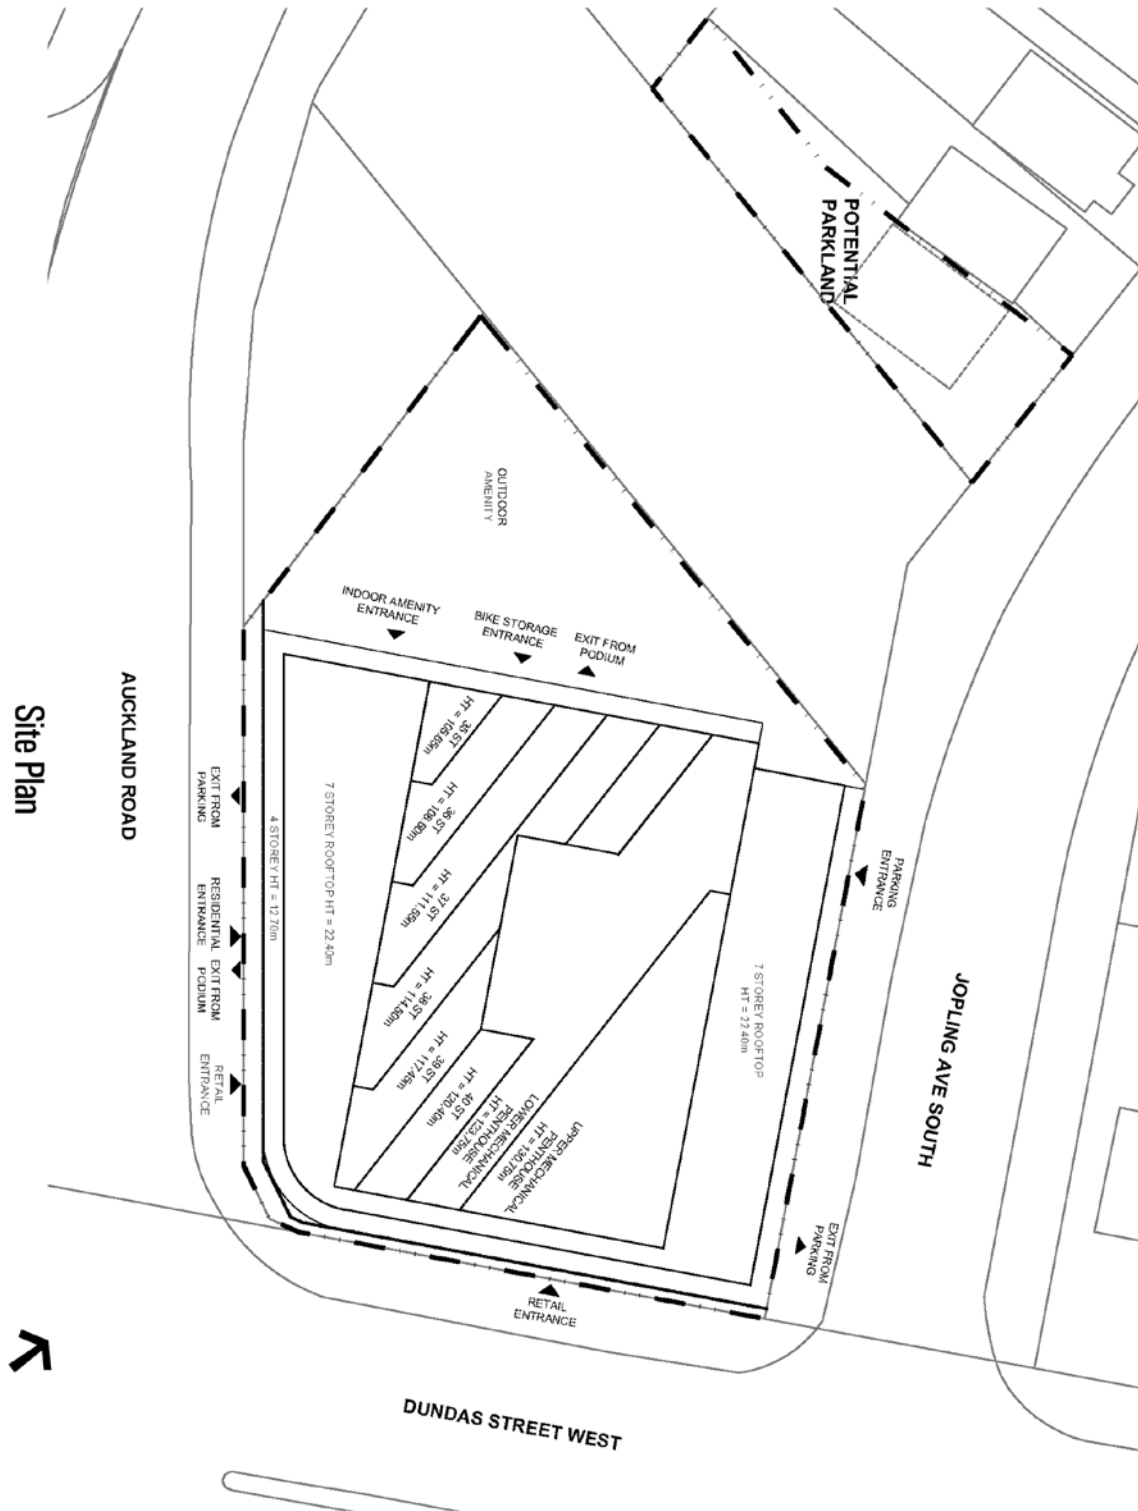 POTENTIAL
PARKLAND
OUTDOOR
AMENITY
INDOOR AMENITY
ENTRANCE
BIKE STORAGE
ENTRANCE
EXIT FROM
PODIUM
35 ST
HT = 105.65m
36 ST
HT = 108.60m
37 ST
HT = 111.55m
38 ST
HT = 114.50m
39 ST
HT = 117.45m
40 ST
HT = 120.40m
LOWER MECHANICAL
PENTHOUSE
HT = 123.75m
UPPER MECHANICAL
PENTHOUSE
HT = 130.75m
7 STOREY ROOFTOP HT = 22.40m
4 STOREY HT = 12.70m
7 STOREY ROOFTOP
HT = 22.40m
PARKING
ENTRANCE
EXIT FROM
PARKING
JOPLING AVE SOUTH
AUCKLAND ROAD
EXIT FROM
PARKING
RESIDENTIAL
ENTRANCE
EXIT FROM
PODIUM
RETAIL
ENTRANCE
RETAIL
ENTRANCE
DUNDAS STREET WEST
Site Plan